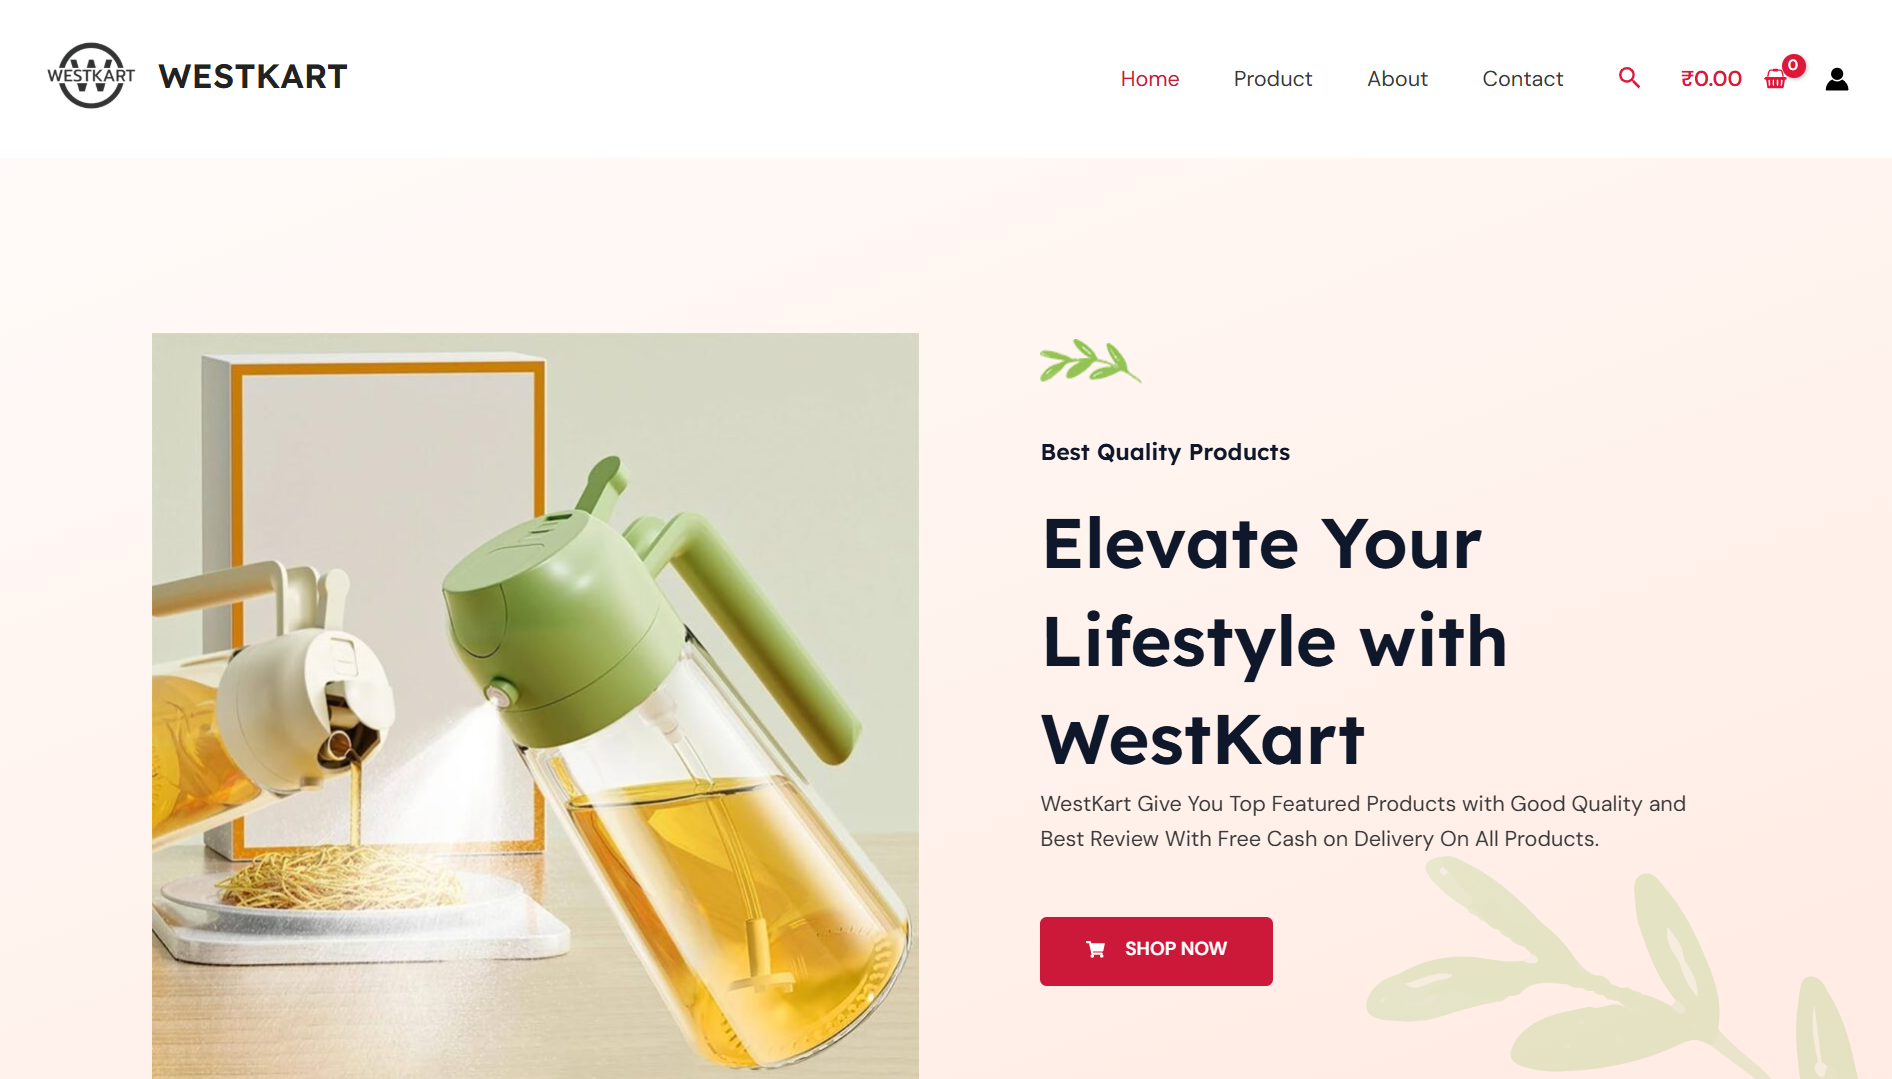 WESTKART
WESTKART
Home
Product
About
Contact
₹0.00
0
Best Quality Products
Elevate Your
Lifestyle with
WestKart
WestKart Give You Top Featured Products with Good Quality and
Best Review With Free Cash on Delivery On All Products.
SHOP NOW